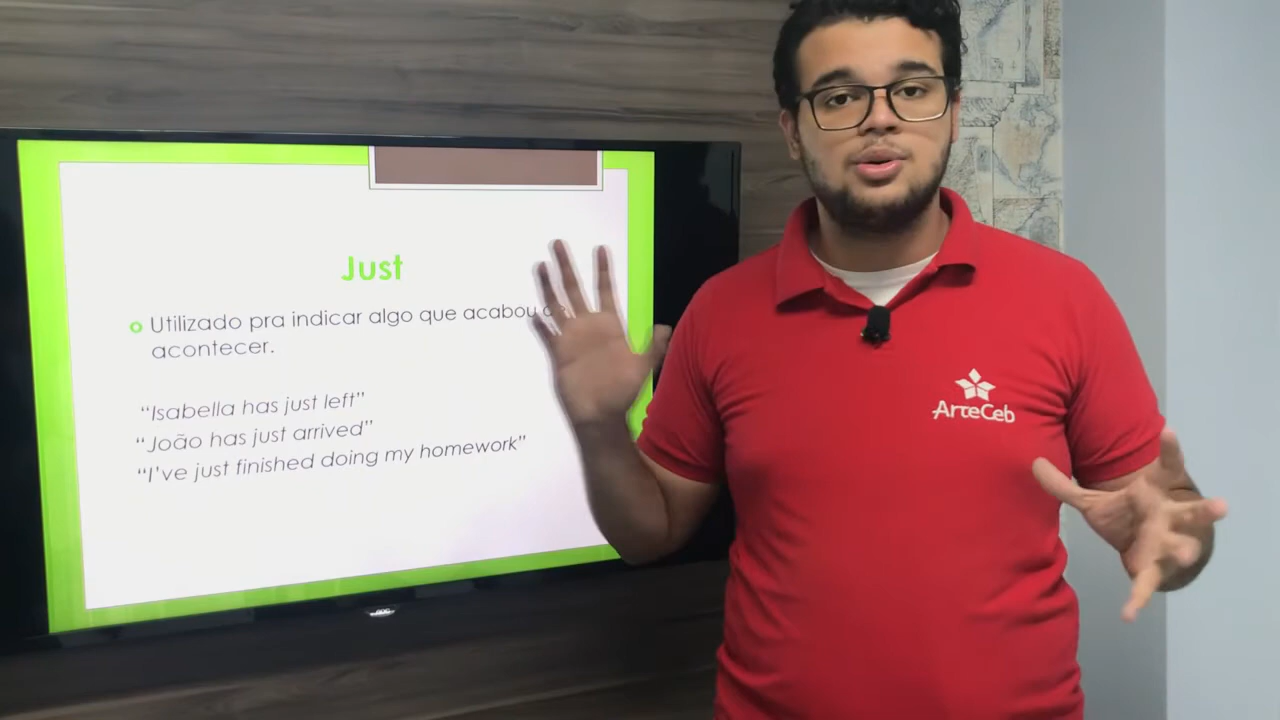 Just
Utilizado pra indicar algo que acabou
acontecer.
“Isabella has just left”
“João has just arrived”
“I’ve just finished doing my homework”
ArteCeb
AOC